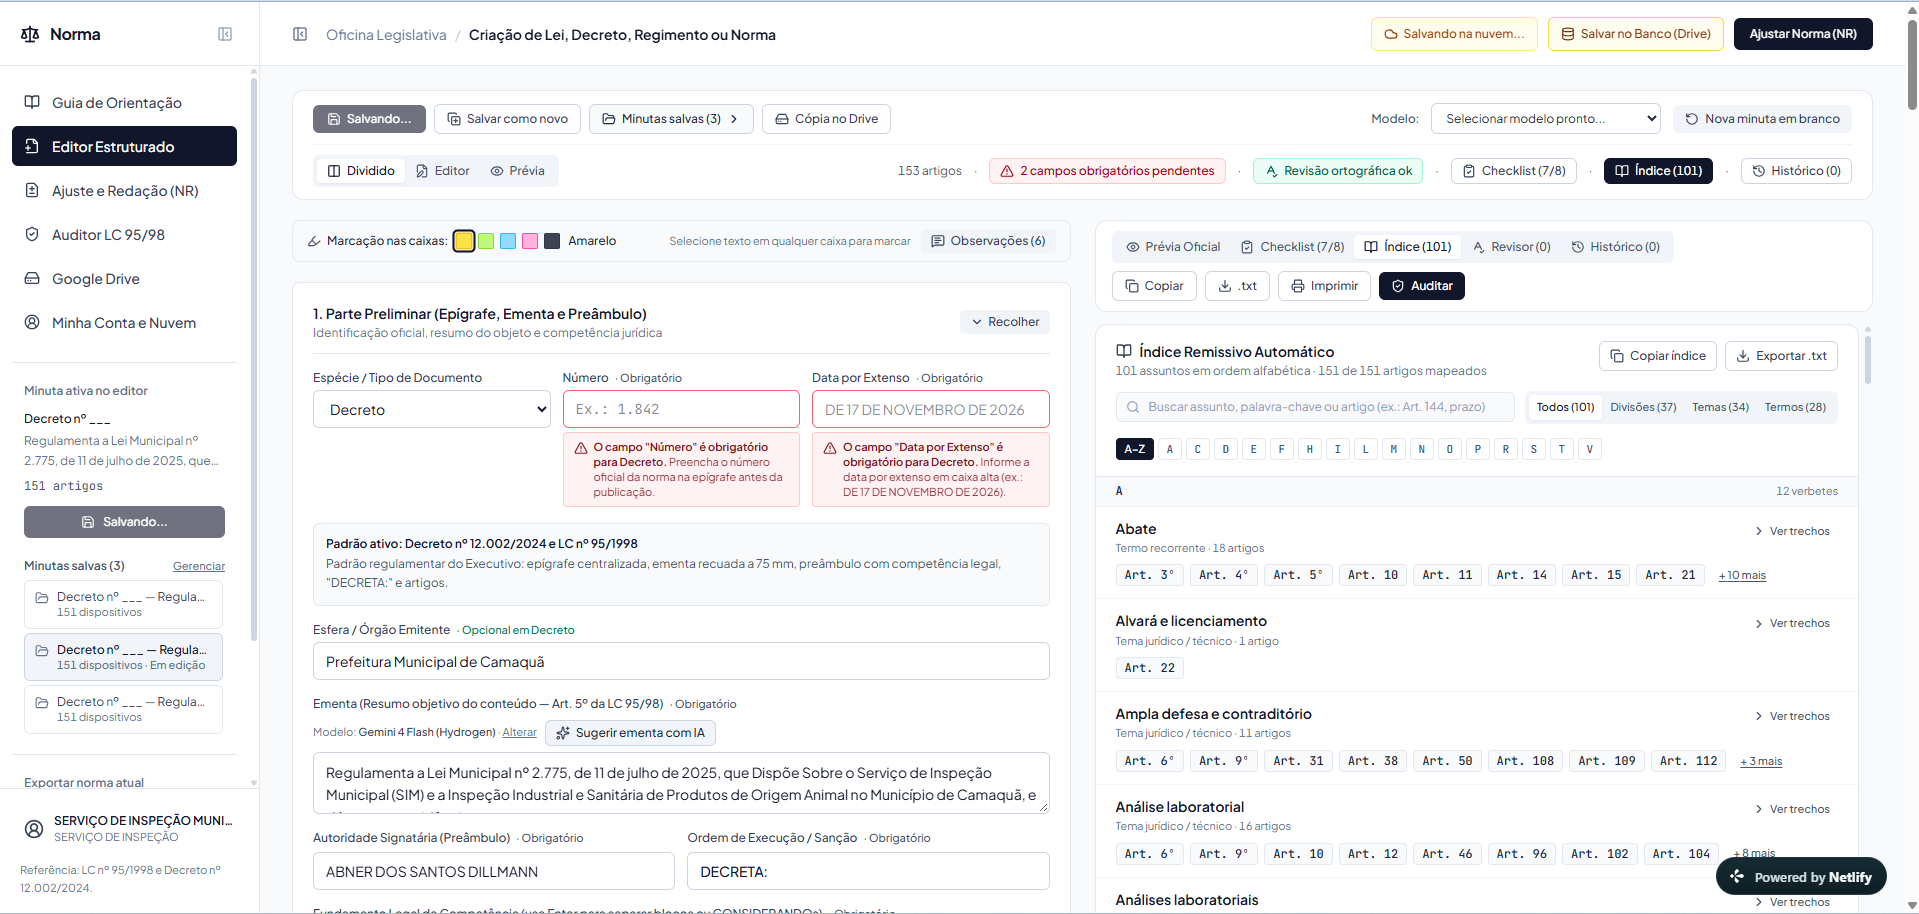 Norma
Oficina Legislativa / Criação de Lei, Decreto, Regimento ou Norma
Salvando na nuvem...
Salvar no Banco (Drive)
Ajustar Norma (NR)
Guia de Orientação
Editor Estruturado
Ajuste e Redação (NR)
Auditor LC 95/98
Google Drive
Minha Conta e Nuvem
Minuta ativa no editor
Decreto nº ___
Regulamenta a Lei Municipal nº
2.775, de 11 de julho de 2025, que...
151 artigos
Salvando...
Minutas salvas (3)
Gerenciar
Decreto nº ___ — Regula...
151 dispositivos
Decreto nº ___ — Regula...
151 dispositivos · Em edição
Decreto nº ___ — Regula...
151 dispositivos
Exportar norma atual
SERVIÇO DE INSPEÇÃO MUNI...
SERVIÇO DE INSPEÇÃO
Referência: LC nº 95/1998 e Decreto nº
12.002/2024.
Salvando...
Salvar como novo
Minutas salvas (3)
Cópia no Drive
Modelo:
Selecionar modelo pronto...
Nova minuta em branco
Dividido
Editor
Prévia
153 artigos ·
2 campos obrigatórios pendentes ·
Revisão ortográfica ok ·
Checklist (7/8) ·
Índice (101) ·
Histórico (0)
Marcação nas caixas:
Amarelo
Selecione texto em qualquer caixa para marcar
Observações (6)
1. Parte Preliminar (Epígrafe, Ementa e Preâmbulo)
Identificação oficial, resumo do objeto e competência jurídica
Recolher
Espécie / Tipo de Documento
Decreto
Número · Obrigatório
Ex.: 1.842
O campo "Número" é obrigatório
para Decreto. Preencha o número
oficial da norma na epígrafe antes da
publicação.
Data por Extenso · Obrigatório
DE 17 DE NOVEMBRO DE 2026
O campo "Data por Extenso" é
obrigatório para Decreto. Informe a
data por extenso em caixa alta (ex.:
DE 17 DE NOVEMBRO DE 2026).
Padrão ativo: Decreto nº 12.002/2024 e LC nº 95/1998
Padrão regulamentar do Executivo: epígrafe centralizada, ementa recuada a 75 mm, preâmbulo com competência legal,
"DECRETA:" e artigos.
Esfera / Órgão Emitente · Opcional em Decreto
Prefeitura Municipal de Camaquã
Ementa (Resumo objetivo do conteúdo — Art. 5º da LC 95/98) · Obrigatório
Modelo: Gemini 4 Flash (Hydrogen) · Alterar
Sugerir ementa com IA
Regulamenta a Lei Municipal nº 2.775, de 11 de julho de 2025, que Dispõe Sobre o Serviço de Inspeção
Municipal (SIM) e a Inspeção Industrial e Sanitária de Produtos de Origem Animal no Município de Camaquã, e
Autoridade Signatária (Preâmbulo) · Obrigatório
ABNER DOS SANTOS DILLMANN
Ordem de Execução / Sanção · Obrigatório
DECRETA:
Fundamento Legal de Competência (use Enter para separar blocos ou CONSIDERANDOs) · Obrigatório
Prévia Oficial
Checklist (7/8)
Índice (101)
Revisor (0)
Histórico (0)
Copiar
.txt
Imprimir
Auditar
Índice Remissivo Automático
101 assuntos em ordem alfabética · 151 de 151 artigos mapeados
Copiar índice
Exportar .txt
Buscar assunto, palavra-chave ou artigo (ex.: Art. 144, prazo)
Todos (101)
Divisões (37)
Temas (34)
Termos (28)
A–Z A C D E F H I L M N O P R S T V
A
12 verbetes
Abate
Ver trechos
Termo recorrente · 18 artigos
Art. 3° Art. 4° Art. 5° Art. 10 Art. 11 Art. 14 Art. 15 Art. 21 +10 mais
Alvará e licenciamento
Ver trechos
Tema jurídico / técnico · 1 artigo
Art. 22
Ampla defesa e contraditório
Ver trechos
Tema jurídico / técnico · 11 artigos
Art. 6° Art. 9° Art. 31 Art. 38 Art. 50 Art. 108 Art. 109 Art. 112 +3 mais
Análise laboratorial
Ver trechos
Tema jurídico / técnico · 16 artigos
Art. 6° Art. 9° Art. 10 Art. 12 Art. 46 Art. 96 Art. 102 Art. 104 +8 mais
Análises laboratoriais
Ver trechos
Powered by Netlify